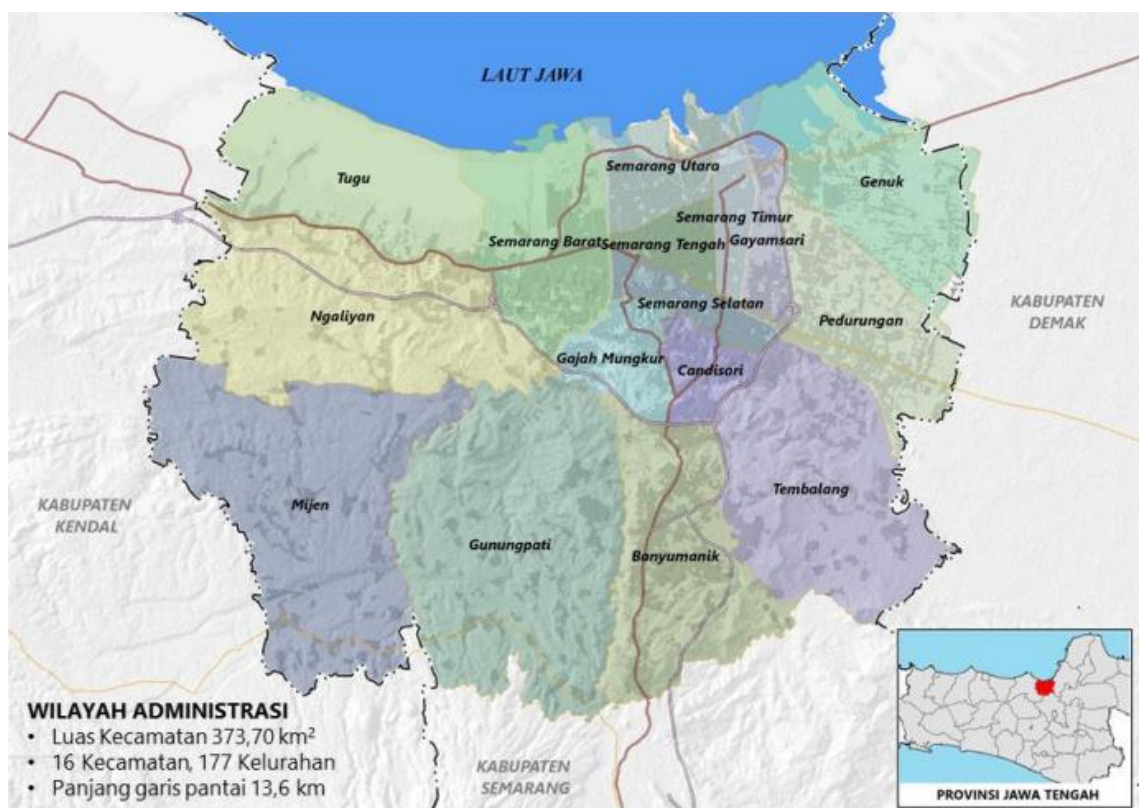 LAUT JAWA
Tugu
Semarang Utara
Genuk
Semarang Timur
Semarang Barat
Semarang Tengah
Gayamsari
Ngaliyan
Semarang Selatan
Pedurungan
KABUPATEN
DEMAK
Gajah Mungkur
Candisori
Mijen
Tembalang
KABUPATEN
KENDAL
Gunungpati
Banyumanik
WILAYAH ADMINISTRASI
• Luas Kecamatan 373,70 km²
• 16 Kecamatan, 177 Kelurahan
• Panjang garis pantai 13,6 km
KABUPATEN
SEMARANG
PROVINSI JAWA TENGAH